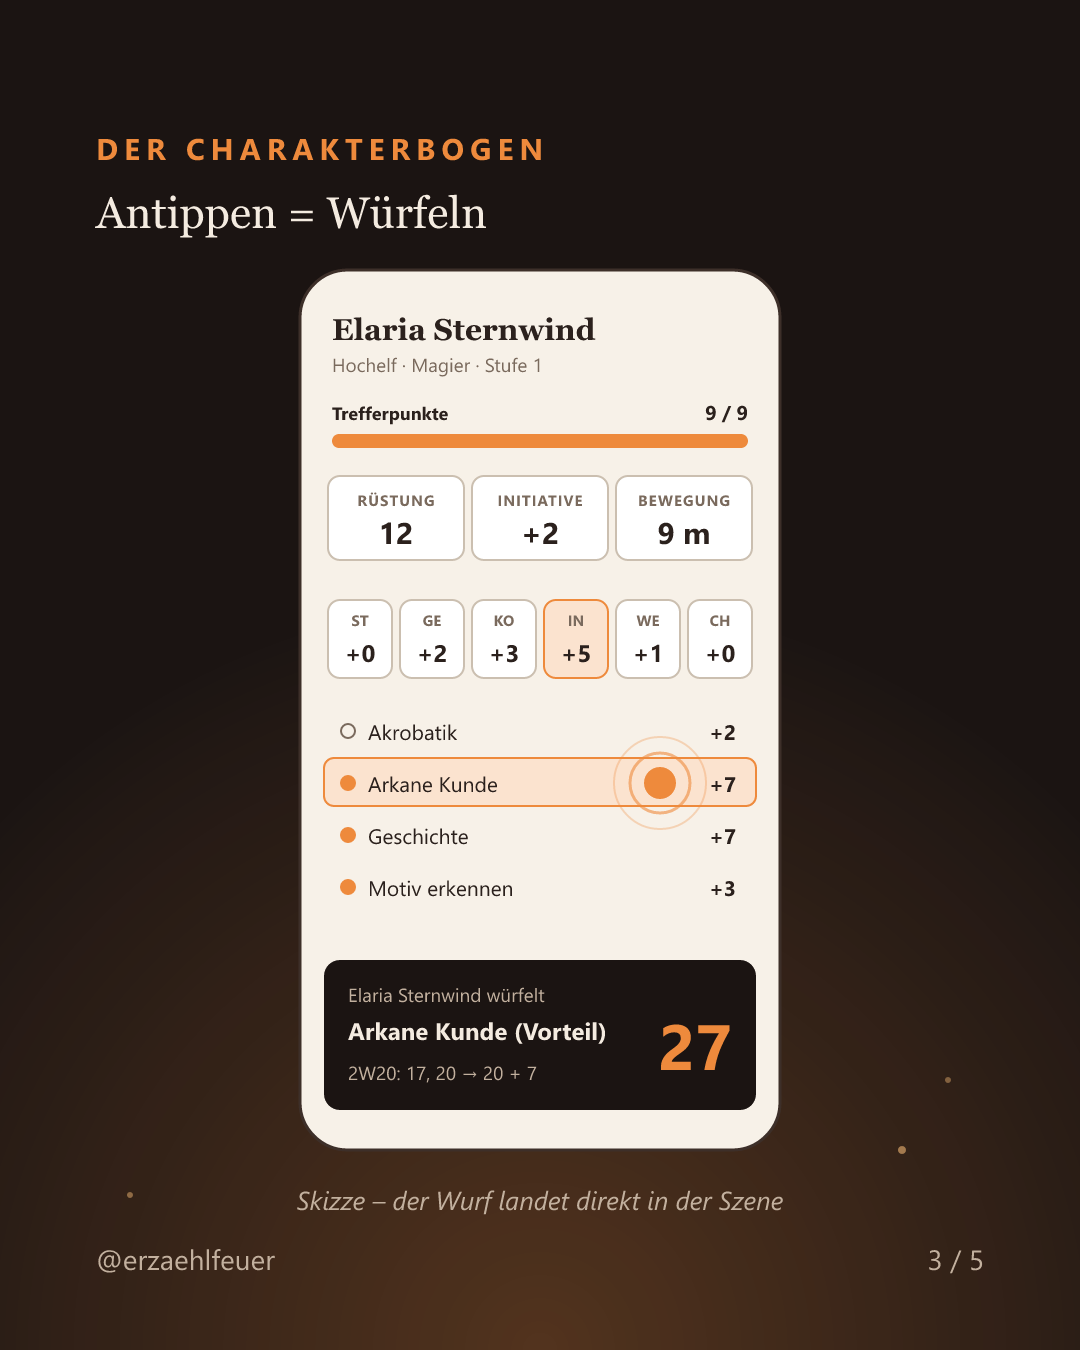 DER CHARAKTERBOGEN
Antippen = Würfeln
Elaria Sternwind
Hochelf · Magier · Stufe 1
Trefferpunkte 9 / 9
RÜSTUNG INITIATIVE BEWEGUNG
12 +2 9 m
ST GE KO IN WE CH
+0 +2 +3 +5 +1 +0
Akrobatik +2
Arkane Kunde +7
Geschichte +7
Motiv erkennen +3
Elaria Sternwind würfelt
Arkane Kunde (Vorteil) 27
2W20: 17, 20 → 20 + 7
Skizze – der Wurf landet direkt in der Szene
@erzaehlfeuer 3 / 5